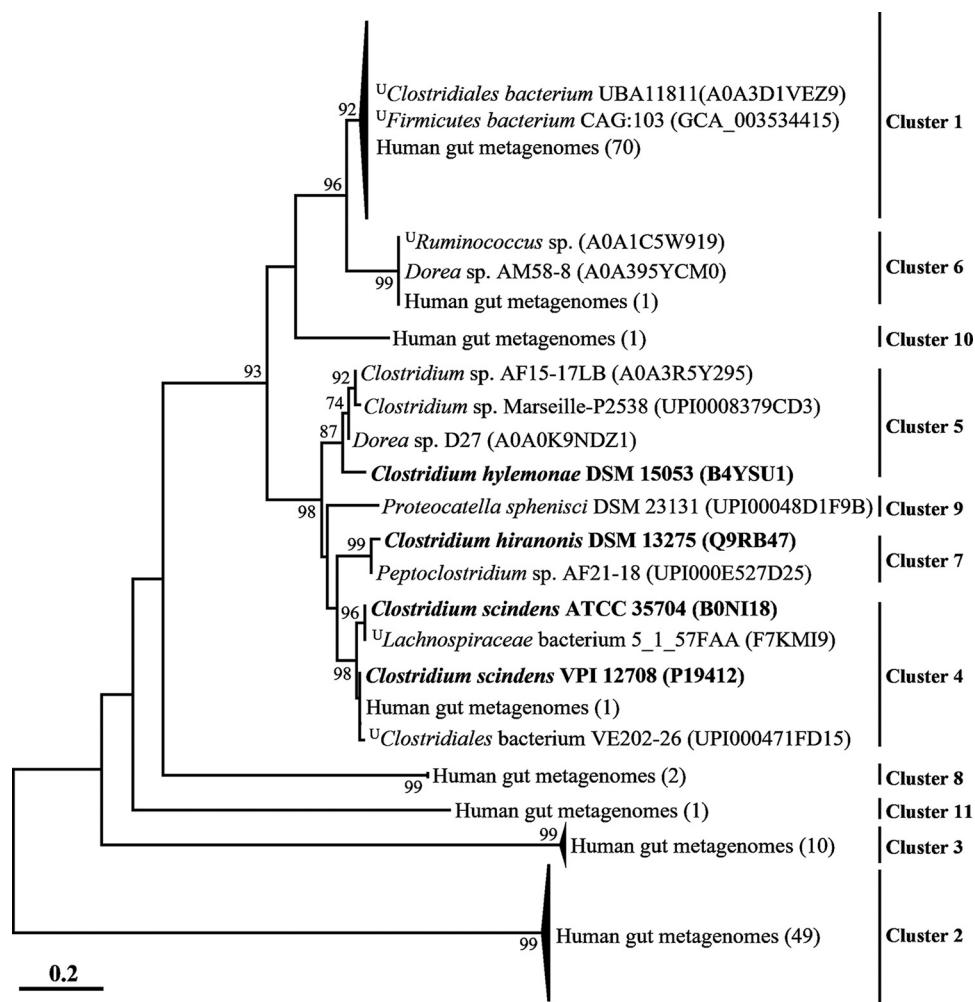 92
ᵁClostridiales bacterium UBA11811(A0A3D1VEZ9)
ᵁFirmicutes bacterium CAG:103 (GCA_003534415)
Human gut metagenomes (70)
Cluster 1
96
ᵁRuminococcus sp. (A0A1C5W919)
Dorea sp. AM58-8 (A0A395YCM0)
99
Human gut metagenomes (1)
Cluster 6
Human gut metagenomes (1)
Cluster 10
93
92
Clostridium sp. AF15-17LB (A0A3R5Y295)
74
Clostridium sp. Marseille-P2538 (UPI0008379CD3)
87
Dorea sp. D27 (A0A0K9NDZ1)
Clostridium hylemonae DSM 15053 (B4YSU1)
Cluster 5
98
Proteocatella sphenisci DSM 23131 (UPI00048D1F9B)
Cluster 9
99
Clostridium hiranonis DSM 13275 (Q9RB47)
Peptoclostridium sp. AF21-18 (UPI000E527D25)
Cluster 7
96
Clostridium scindens ATCC 35704 (B0NI18)
ᵁLachnospiraceae bacterium 5_1_57FAA (F7KMI9)
98
Clostridium scindens VPI 12708 (P19412)
Human gut metagenomes (1)
ᵁClostridiales bacterium VE202-26 (UPI000471FD15)
Cluster 4
99
Human gut metagenomes (2)
Cluster 8
Human gut metagenomes (1)
Cluster 11
99
Human gut metagenomes (10)
Cluster 3
99
Human gut metagenomes (49)
Cluster 2
0.2